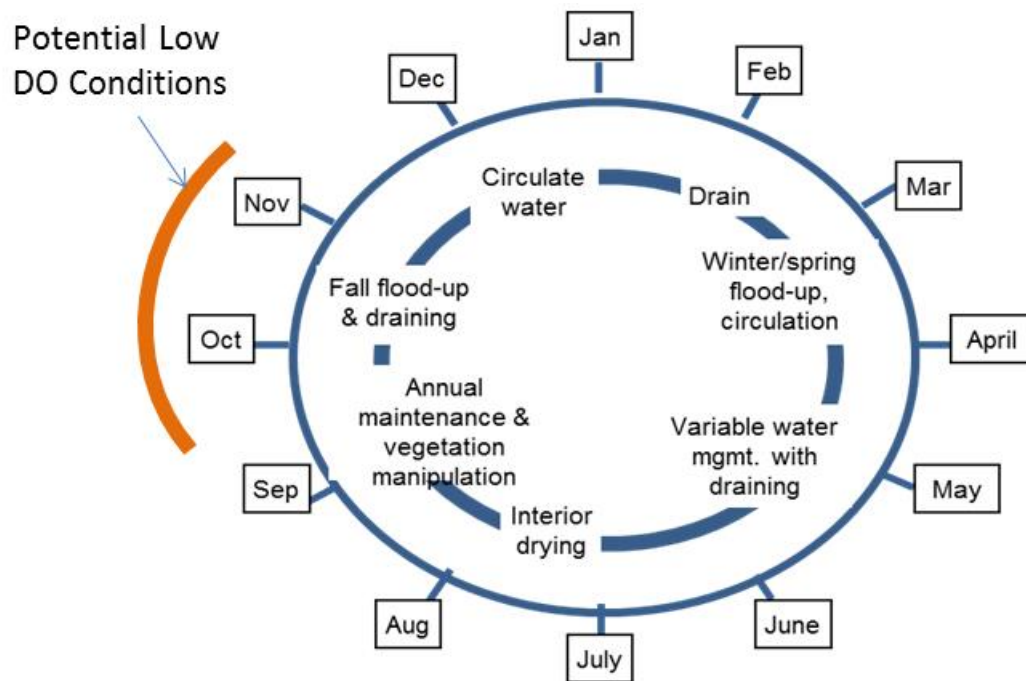 Potential Low
DO Conditions
Jan
Feb
Mar
April
May
June
July
Aug
Sep
Oct
Nov
Dec
Circulate
water
Drain
Winter/spring
flood-up,
circulation
Variable water
mgmt. with
draining
Interior
drying
Annual
maintenance &
vegetation
manipulation
Fall flood-up
& draining